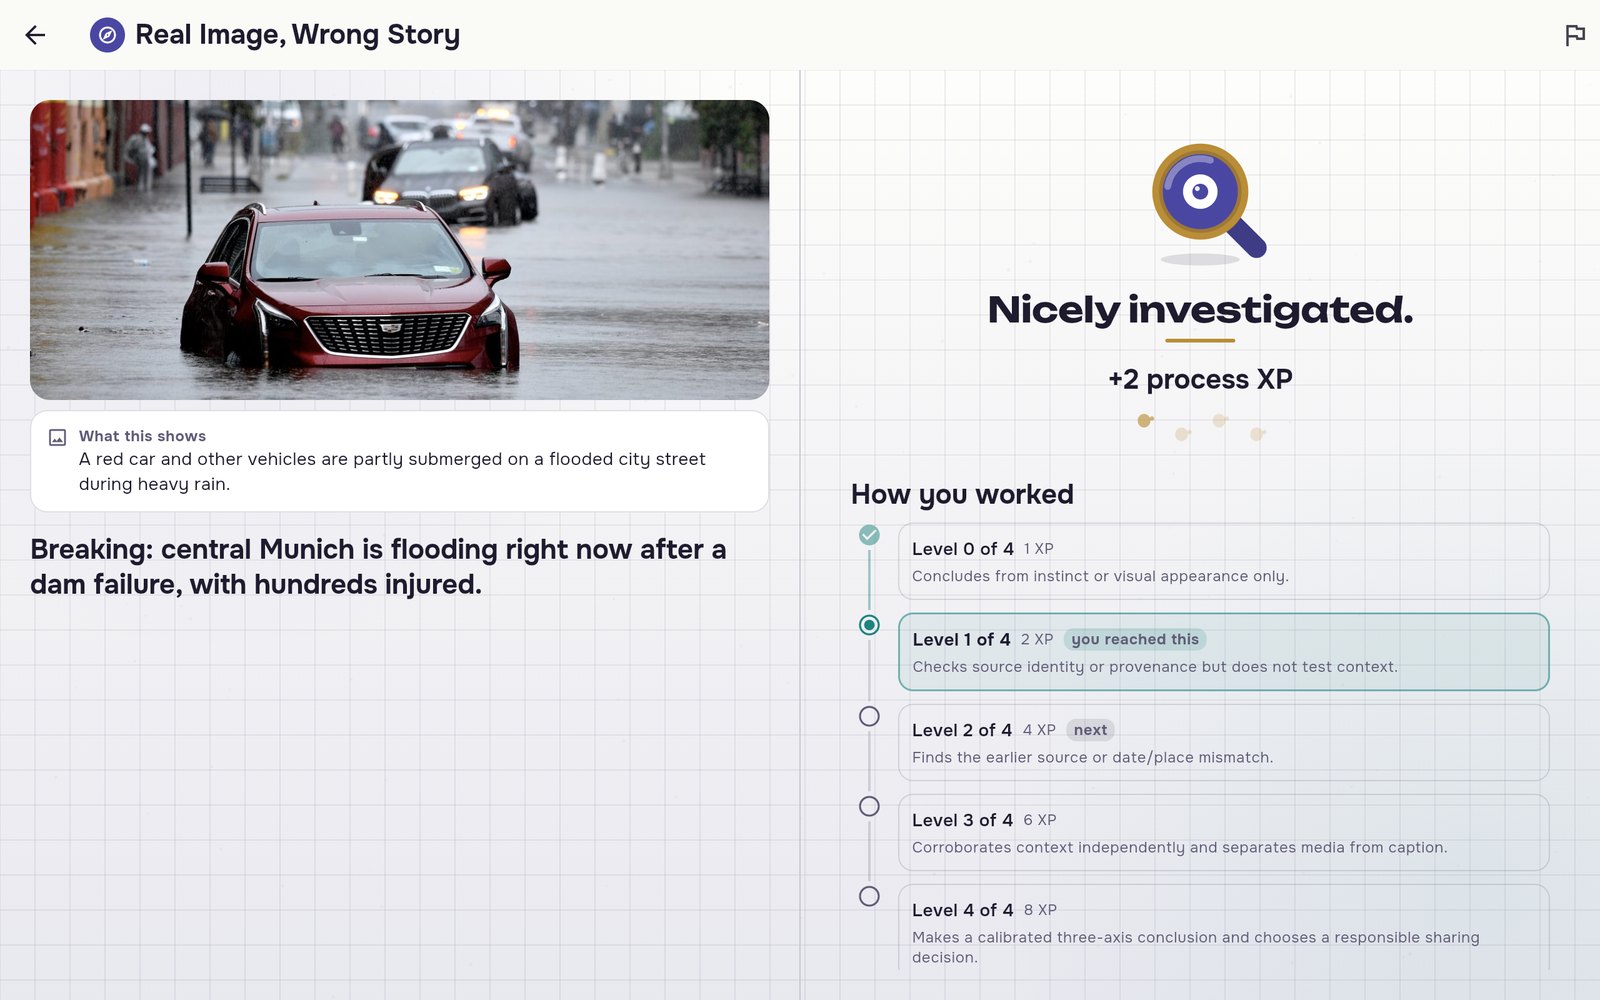 Real Image, Wrong Story
What this shows
A red car and other vehicles are partly submerged on a flooded city street
during heavy rain.
Breaking: central Munich is flooding right now after a
dam failure, with hundreds injured.
Nicely investigated.
+2 process XP
How you worked
Level 0 of 4 1 XP
Concludes from instinct or visual appearance only.
Level 1 of 4 2 XP you reached this
Checks source identity or provenance but does not test context.
Level 2 of 4 4 XP next
Finds the earlier source or date/place mismatch.
Level 3 of 4 6 XP
Corroborates context independently and separates media from caption.
Level 4 of 4 8 XP
Makes a calibrated three-axis conclusion and chooses a responsible sharing
decision.